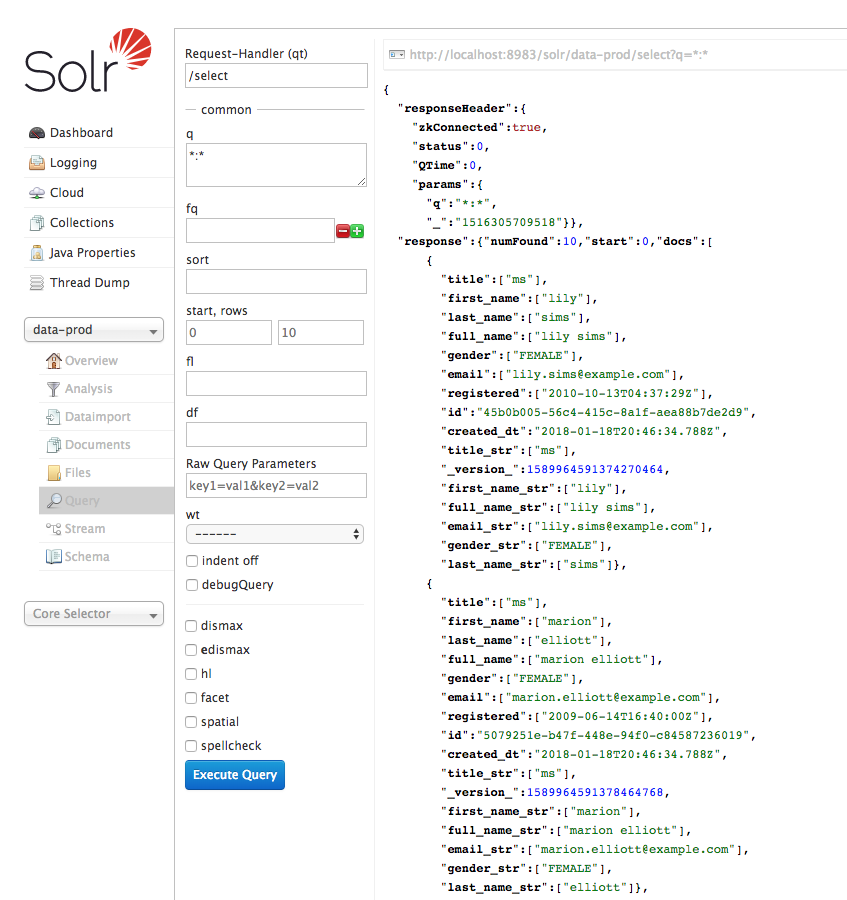 Solr
Dashboard
Logging
Cloud
Collections
Java Properties
Thread Dump
data-prod
Overview
Analysis
Dataimport
Documents
Files
Query
Stream
Schema
Core Selector
Request-Handler (qt)
/select
common
q
*:*
fq
sort
start, rows
0 10
fl
df
Raw Query Parameters
key1=val1&key2=val2
wt
------
indent off
debugQuery
dismax
edismax
hl
facet
spatial
spellcheck
Execute Query
http://localhost:8983/solr/data-prod/select?q=*:*
{
"responseHeader":{
"zkConnected":true,
"status":0,
"QTime":0,
"params":{
"q":"*:*",
"_":"1516305709518"}},
"response":{"numFound":10,"start":0,"docs":[
{
"title":["ms"],
"first_name":["lily"],
"last_name":["sims"],
"full_name":["lily sims"],
"gender":["FEMALE"],
"email":["lily.sims@example.com"],
"registered":["2010-10-13T04:37:29Z"],
"id":"45b0b005-56c4-415c-8a1f-aea88b7de2d9",
"created_dt":"2018-01-18T20:46:34.788Z",
"title_str":["ms"],
"_version_":1589964591374270464,
"first_name_str":["lily"],
"full_name_str":["lily sims"],
"email_str":["lily.sims@example.com"],
"gender_str":["FEMALE"],
"last_name_str":["sims"]},
{
"title":["ms"],
"first_name":["marion"],
"last_name":["elliott"],
"full_name":["marion elliott"],
"gender":["FEMALE"],
"email":["marion.elliott@example.com"],
"registered":["2009-06-14T16:40:00Z"],
"id":"5079251e-b47f-448e-94f0-c84587236019",
"created_dt":"2018-01-18T20:46:34.788Z",
"title_str":["ms"],
"_version_":1589964591378464768,
"first_name_str":["marion"],
"full_name_str":["marion elliott"],
"email_str":["marion.elliott@example.com"],
"gender_str":["FEMALE"],
"last_name_str":["elliott"]},